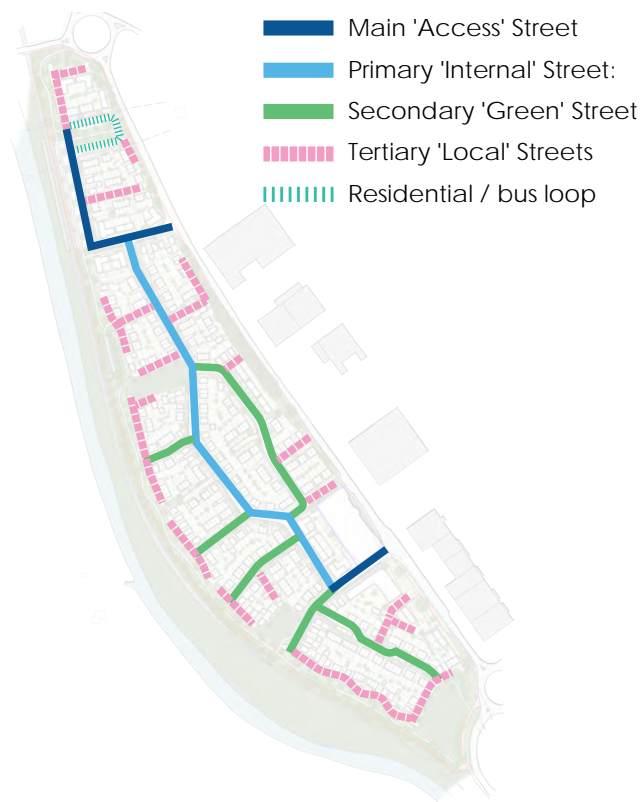 Main 'Access' Street
Primary 'Internal' Street:
Secondary 'Green' Street
Tertiary 'Local' Streets
Residential / bus loop